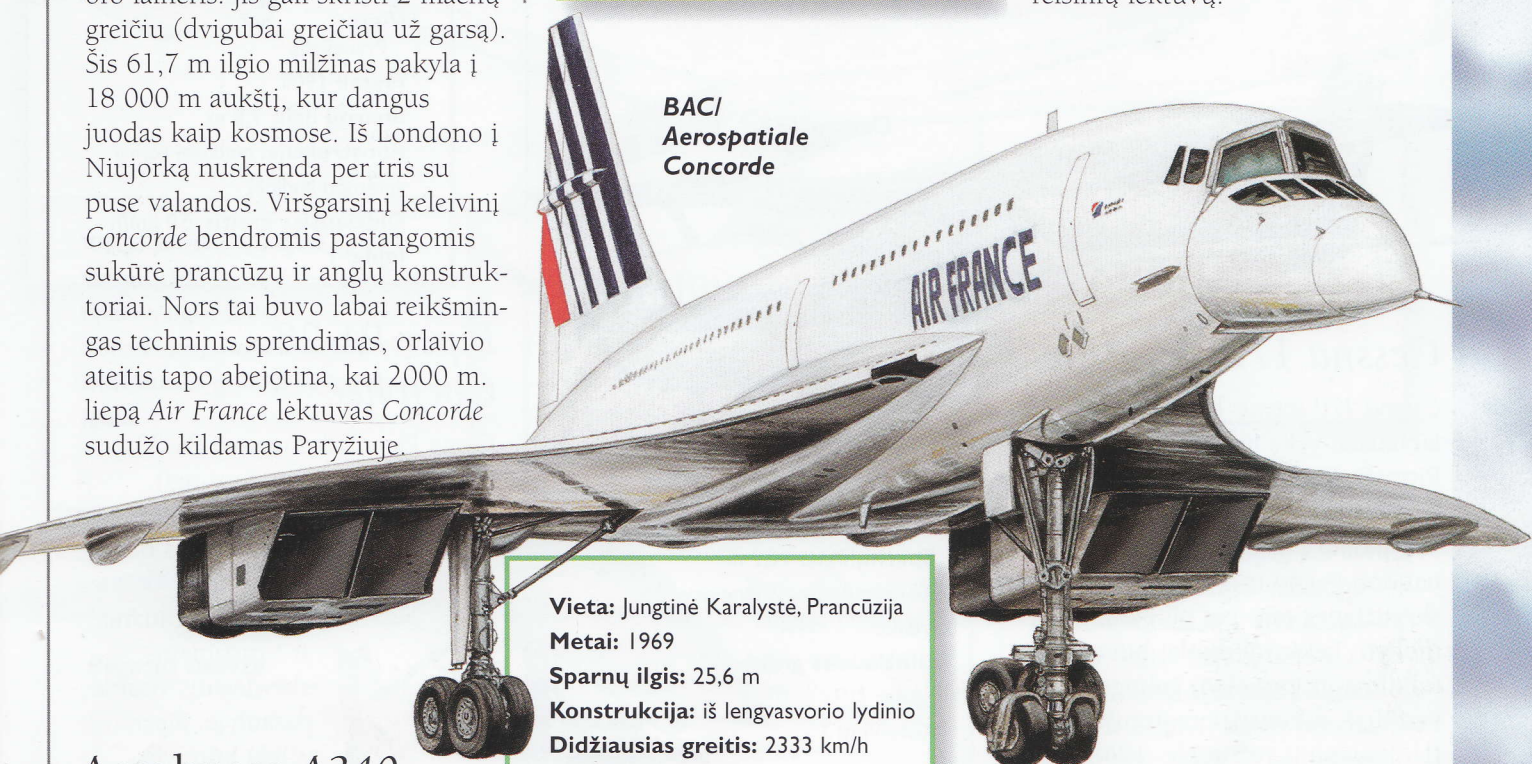 greičiu (dvigubai greičiau už garsą).
Šis 61,7 m ilgio milžinas pakyla į
18 000 m aukštį, kur dangus
juodas kaip kosmose. Iš Londono į
Niujorką nuskrenda per tris su
puse valandos. Viršgarsinį keleivinį
Concorde bendromis pastangomis
sukūrė prancūzų ir anglų konstruk-
toriai. Nors tai buvo labai reikšmin-
gas techninis sprendimas, orlaivio
ateitis tapo abejotina, kai 2000 m.
liepą Air France lėktuvas Concorde
sudužo kildamas Paryžiuje.
BAC/
Aerospatiale
Concorde
AIR FRANCE
Vieta: Jungtinė Karalystė, Prancūzija
Metai: 1969
Sparnų ilgis: 25,6 m
Konstrukcija: iš lengvasvorio lydinio
Didžiausias greitis: 2333 km/h
A340